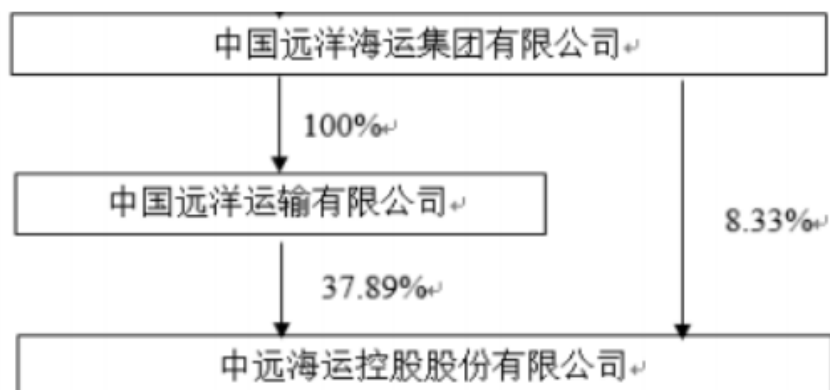 中国远洋海运集团有限公司
100%
中国远洋运输有限公司
8.33%
37.89%
中远海运控股股份有限公司